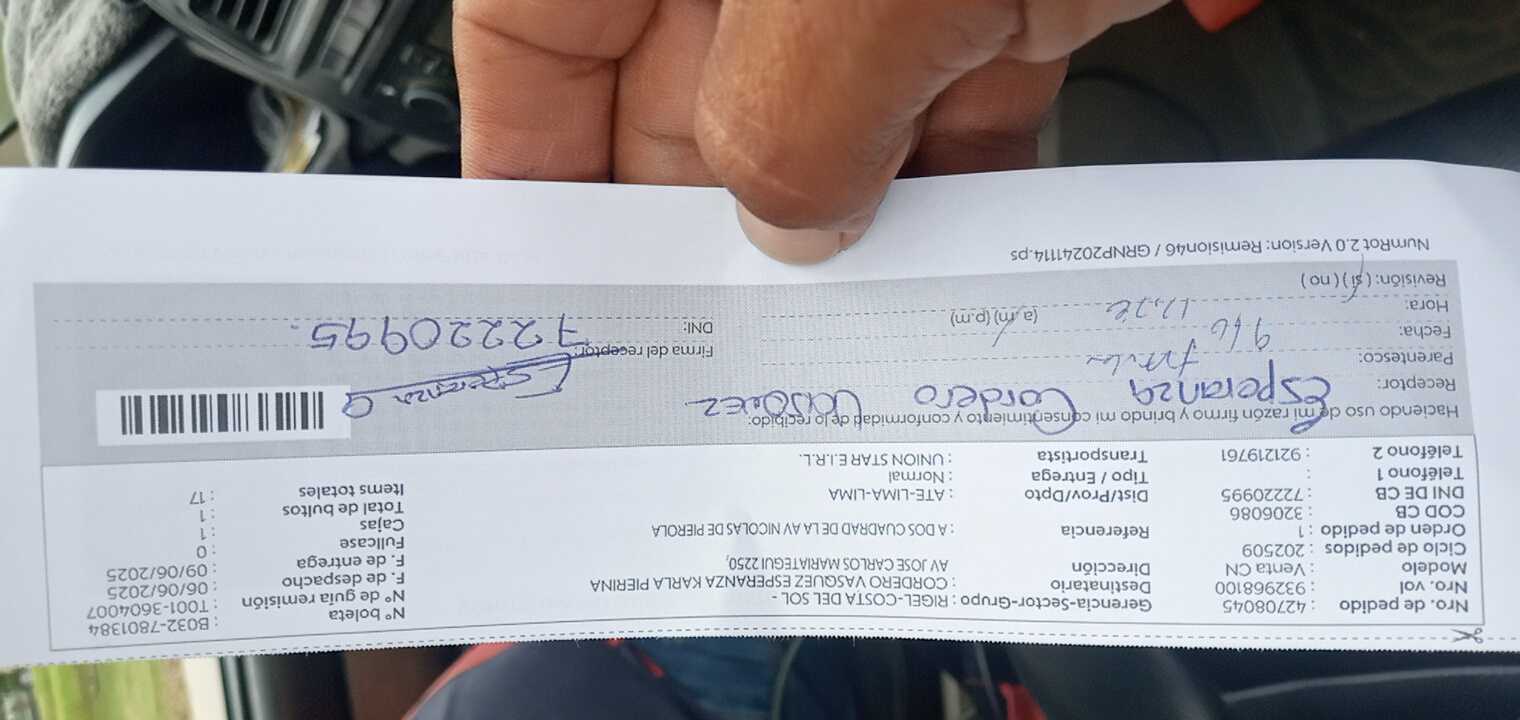 Nro. de pedido : 42708045 Gerencia-Sector-Grupo : RIGEL-COSTA DEL SOL - N° boleta : B032-7801384
Nro. vol : 932968100 Destinatario : CORDERO VASQUEZ ESPERANZA KARLA PIERINA N° de guía de remisión : T001-3604007
Modelo : Venta CN Dirección AV JOSE CARLOS MARIATEGUI 2250, F. de despacho : 06/06/2025
Ciclo de pedidos : 202509 F. de entrega : 09/06/2025
Orden de pedido : 1 Referencia : A DOS CUADRAD DE LA AV NICOLAS DE PIEROLA Fullcase : 0
COD CB : 3206086 Cajas : 1
DNI DE CB : 72220995 Dist/Prov/Dpto : ATE-LIMA-LIMA Total de bultos : 1
Teléfono 1 : Tipo / Entrega : Normal Items totales : 17
Teléfono 2 : 921219761 Transportista : UNION STAR E.I.R.L.
Haciendo uso de mi razón firmo y brindo mi consentimiento y conformidad de lo recibido:
Receptor: Esperanza Cordero Vasquez
Parentesco: Firma del receptor: Esperanza C
Fecha: 9/6 DNI: 72220995.
Hora: (a.m) (p.m)
Revisión: ( sí ) ( no )
NumRot 2.0 Version: Remision46 / GRNP20241114.ps